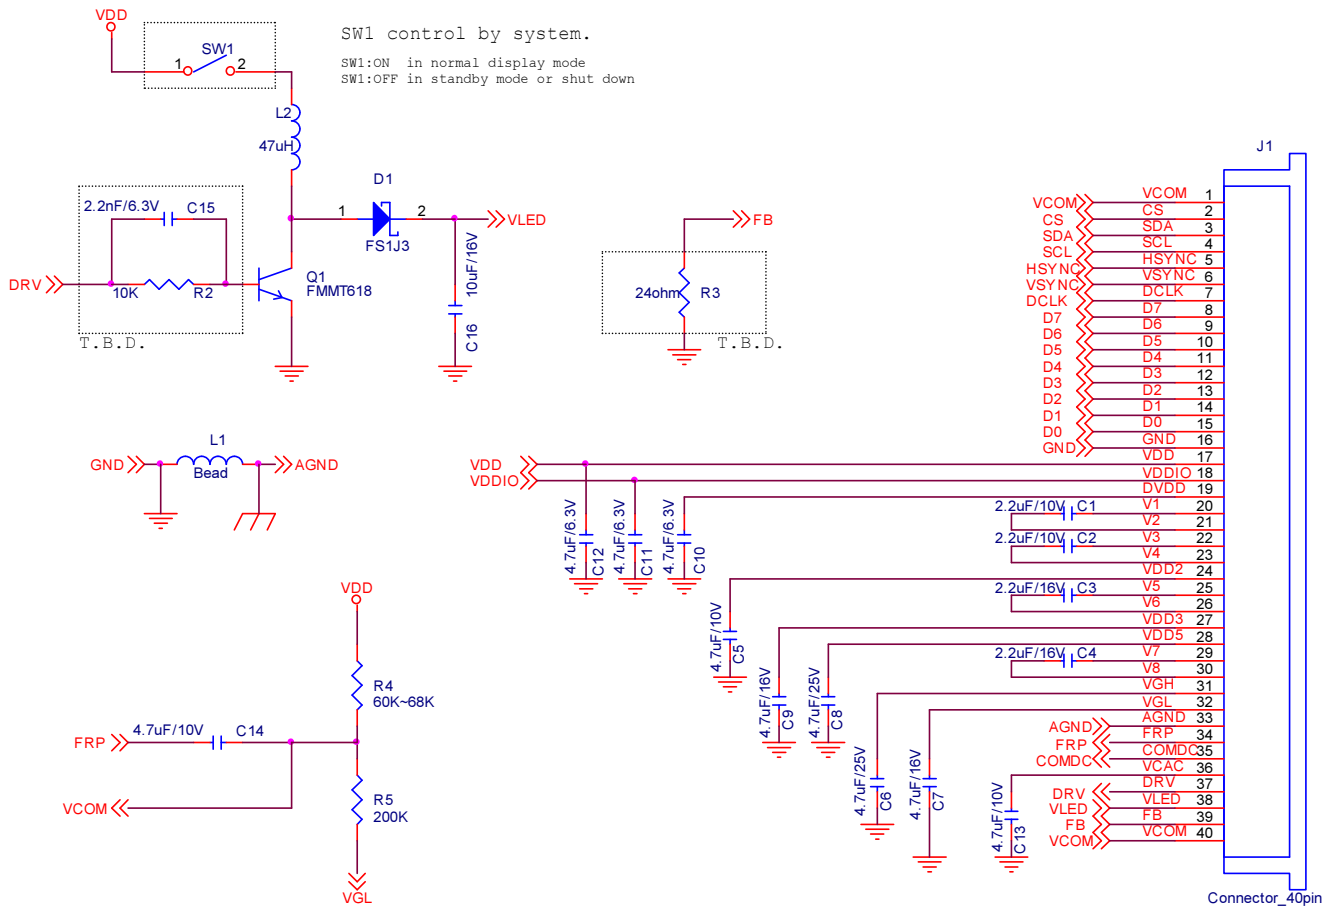 VDD
SW1 control by system.
SW1:ON in normal display mode
SW1:OFF in standby mode or shut down
SW1
1 2
L2
47uH
2.2nF/6.3V C15
DRV
10K R2
T.B.D.
Q1
FMMT618
D1
1 2
FS1J3
VLED
10uF/16V
C16
FB
24ohm R3
T.B.D.
GND
L1
Bead
AGND
VDD
R4
60K~68K
FRP
4.7uF/10V C14
VCOM
R5
200K
VGL
VDD
VDDIO
4.7uF/6.3V C12
4.7uF/6.3V C11
4.7uF/6.3V C10
4.7uF/10V C5
4.7uF/16V C9
4.7uF/25V C8
4.7uF/25V C6
4.7uF/16V C7
4.7uF/10V C13
2.2uF/10V C1
2.2uF/10V C2
2.2uF/16V C3
2.2uF/16V C4
J1
VCOM VCOM 1
CS CS 2
SDA SDA 3
SCL SCL 4
HSYNC HSYNC 5
VSYNC VSYNC 6
DCLK DCLK 7
D7 D7 8
D6 D6 9
D5 D5 10
D4 D4 11
D3 D3 12
D2 D2 13
D1 D1 14
D0 D0 15
GND GND 16
VDD 17
VDDIO 18
DVDD 19
V1 20
V2 21
V3 22
V4 23
VDD2 24
V5 25
V6 26
VDD3 27
VDD5 28
V7 29
V8 30
VGH 31
VGL 32
AGND AGND 33
FRP FRP 34
COMDC COMDC 35
VCAC 36
DRV DRV 37
VLED VLED 38
FB FB 39
VCOM VCOM 40
Connector_40pin